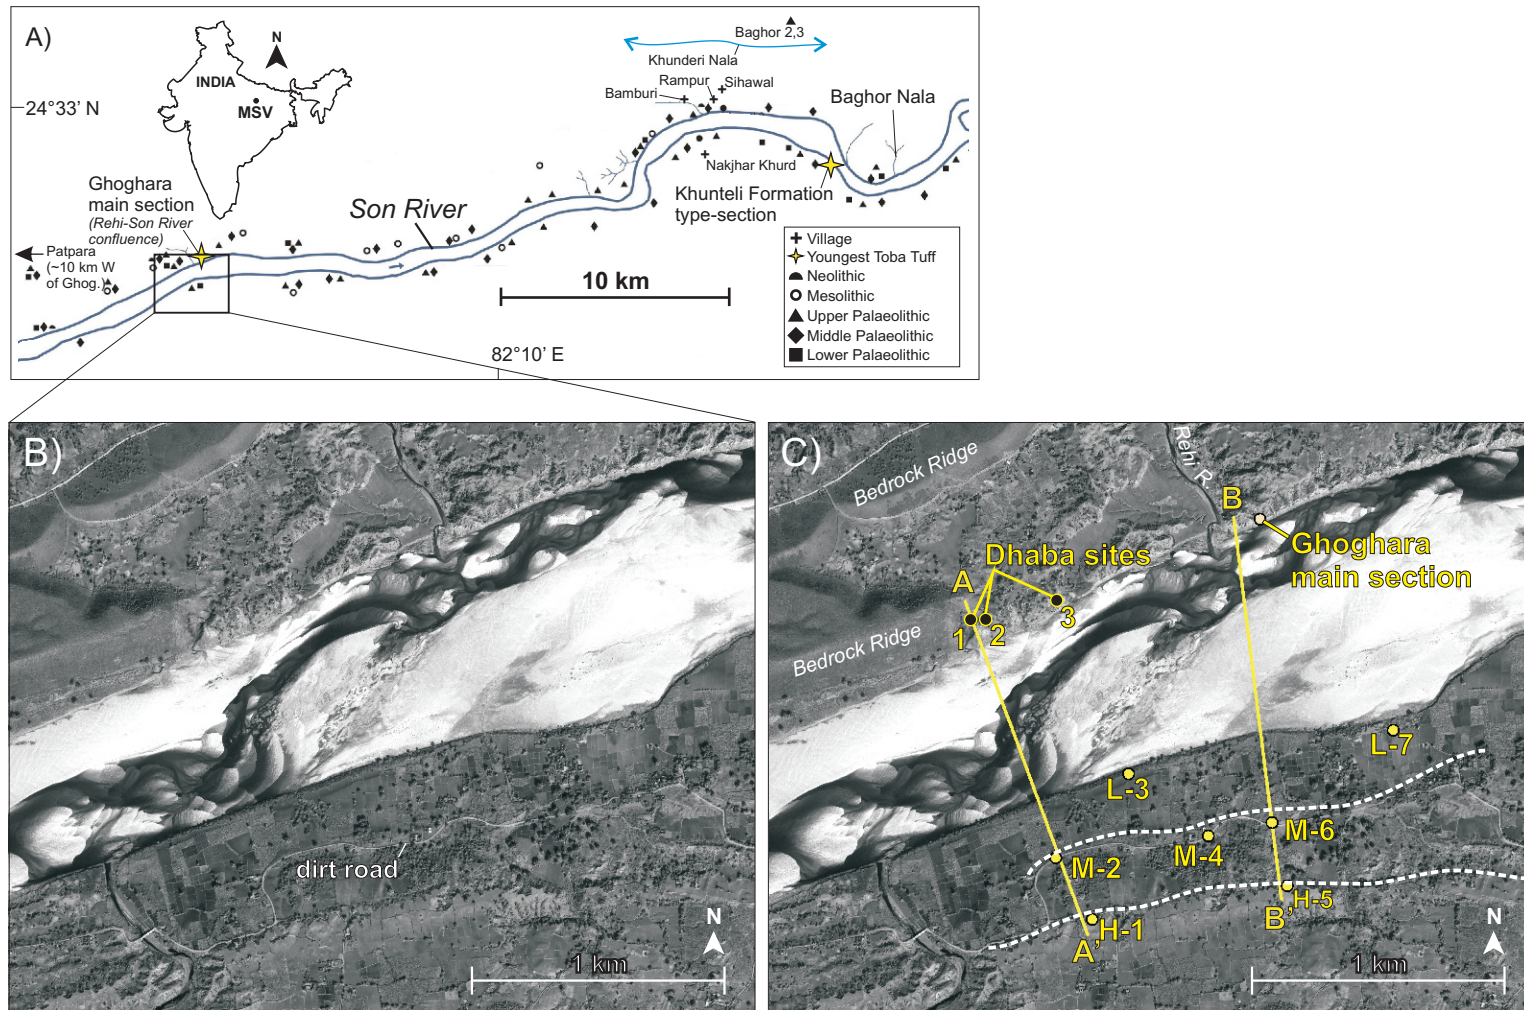 A)
N
INDIA
MSV
24°33’ N
Baghor 2,3
Khunderi Nala
Rampur
Sihawal
Bamburi
Baghor Nala
Nakjhar Khurd
Khunteli Formation
type-section
Ghoghara
main section
(Rehi-Son River
confluence)
Son River
Patpara
(~10 km W
of Ghog.)
10 km
82°10’ E
Village
Youngest Toba Tuff
Neolithic
Mesolithic
Upper Palaeolithic
Middle Palaeolithic
Lower Palaeolithic
B)
dirt road
N
1 km
C)
Bedrock Ridge
Rehi R.
B
Ghoghara
main section
Dhaba sites
A
1
2
3
Bedrock Ridge
L-7
L-3
M-6
M-4
M-2
H-5
B’
H-1
A’
N
1 km